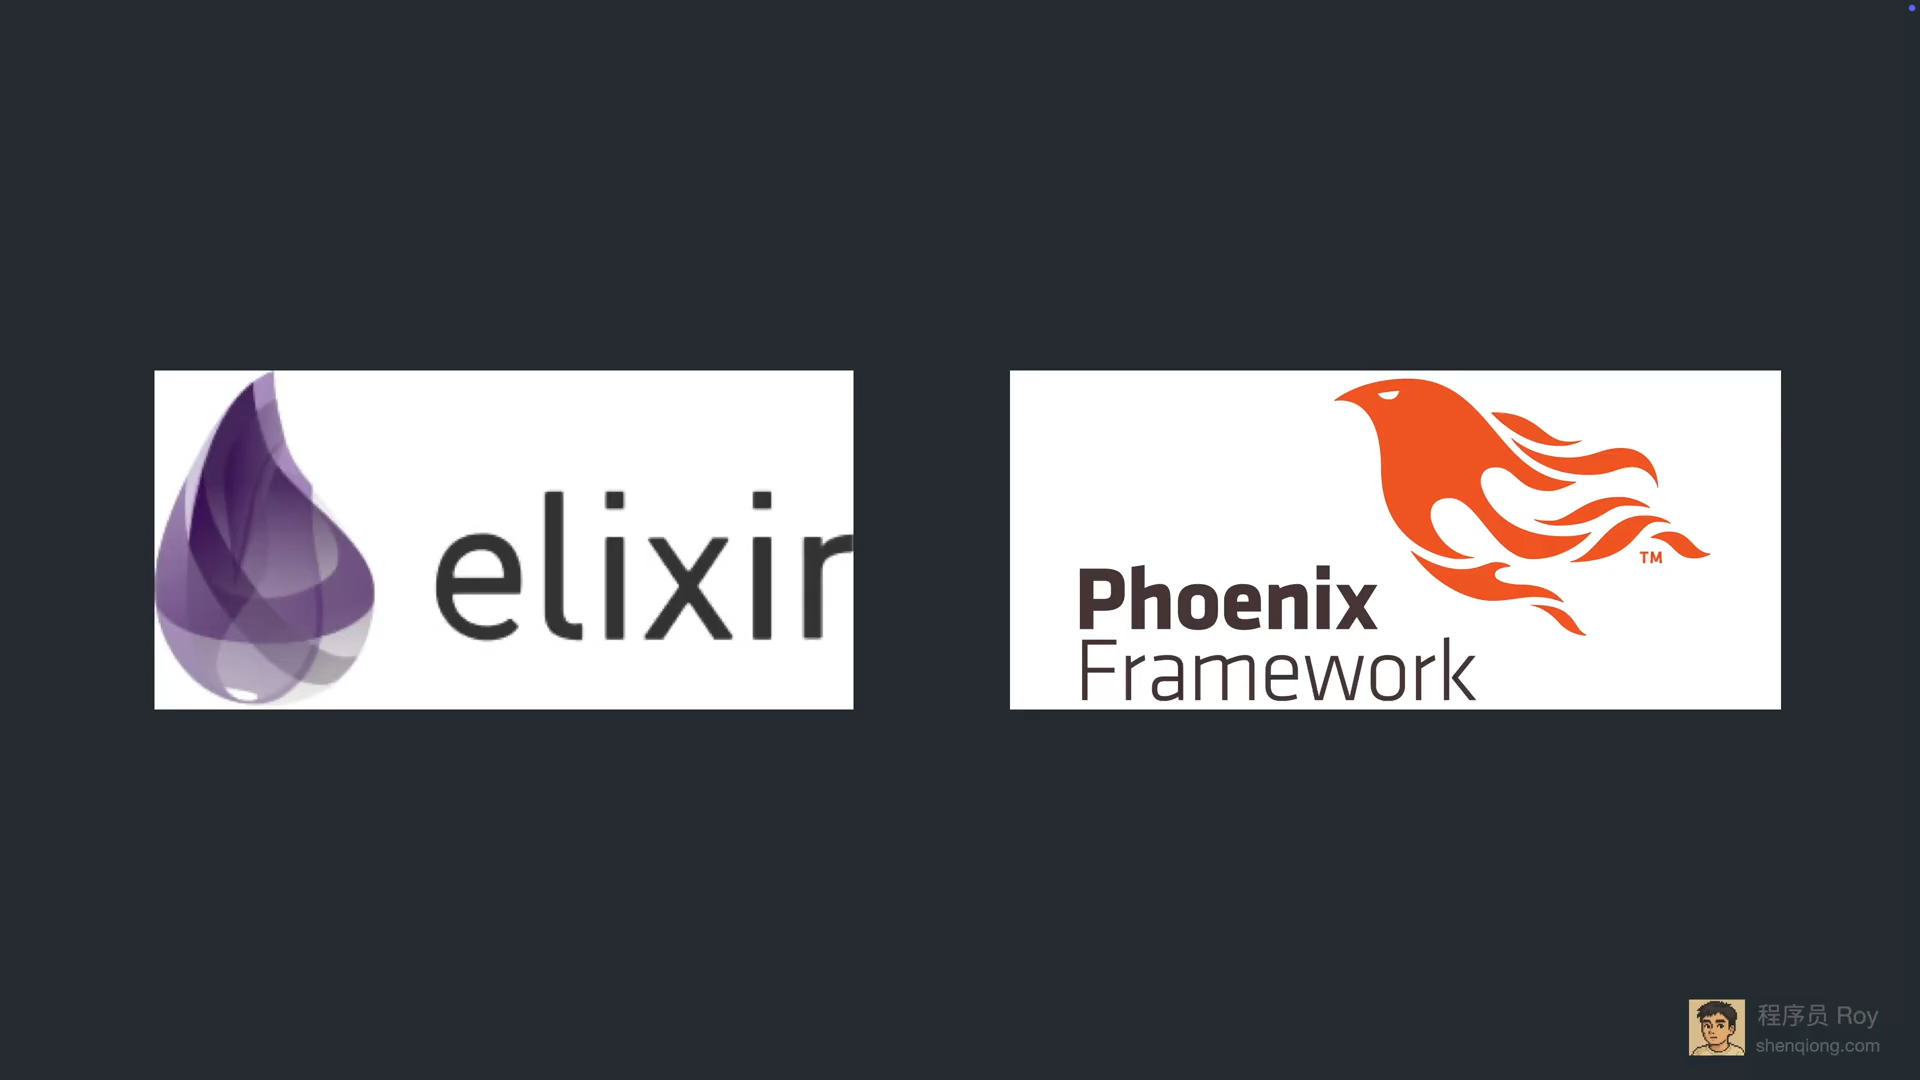 elixir
Phoenix
Framework
TM
程序员 Roy
shenqiong.com